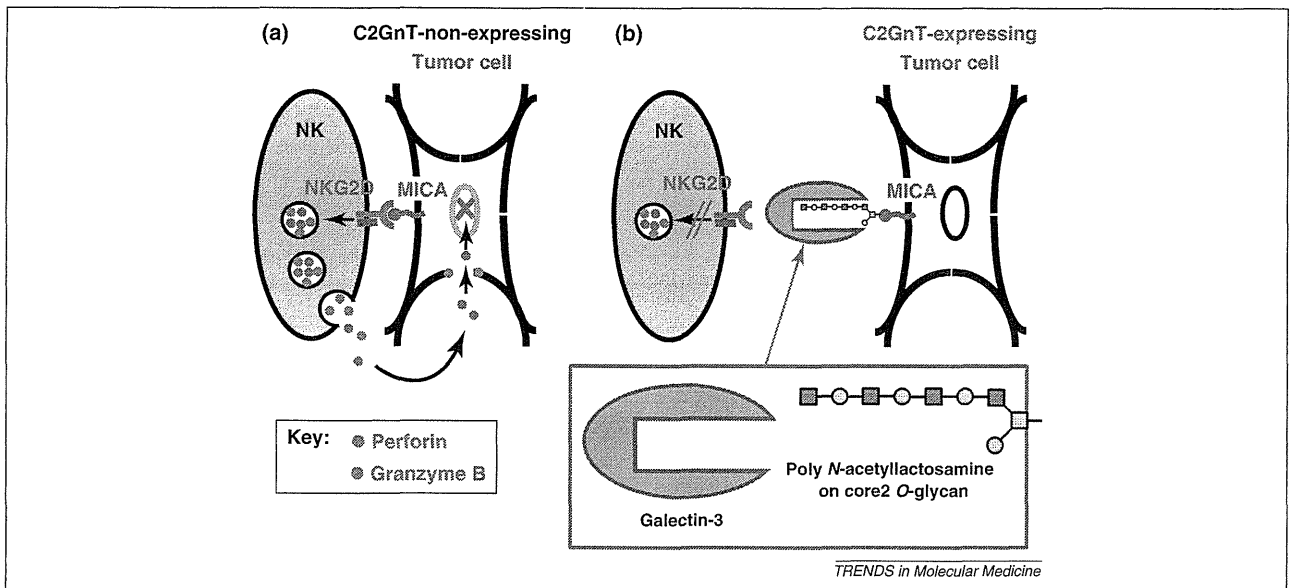 (a)
C2GnT-non-expressing
Tumor cell
NK
NKG2D
MICA
(b)
C2GnT-expressing
Tumor cell
NK
NKG2D
MICA
Key:
Perforin
Granzyme B
Galectin-3
Poly N-acetyllactosamine
on core2 O-glycan
TRENDS in Molecular Medicine